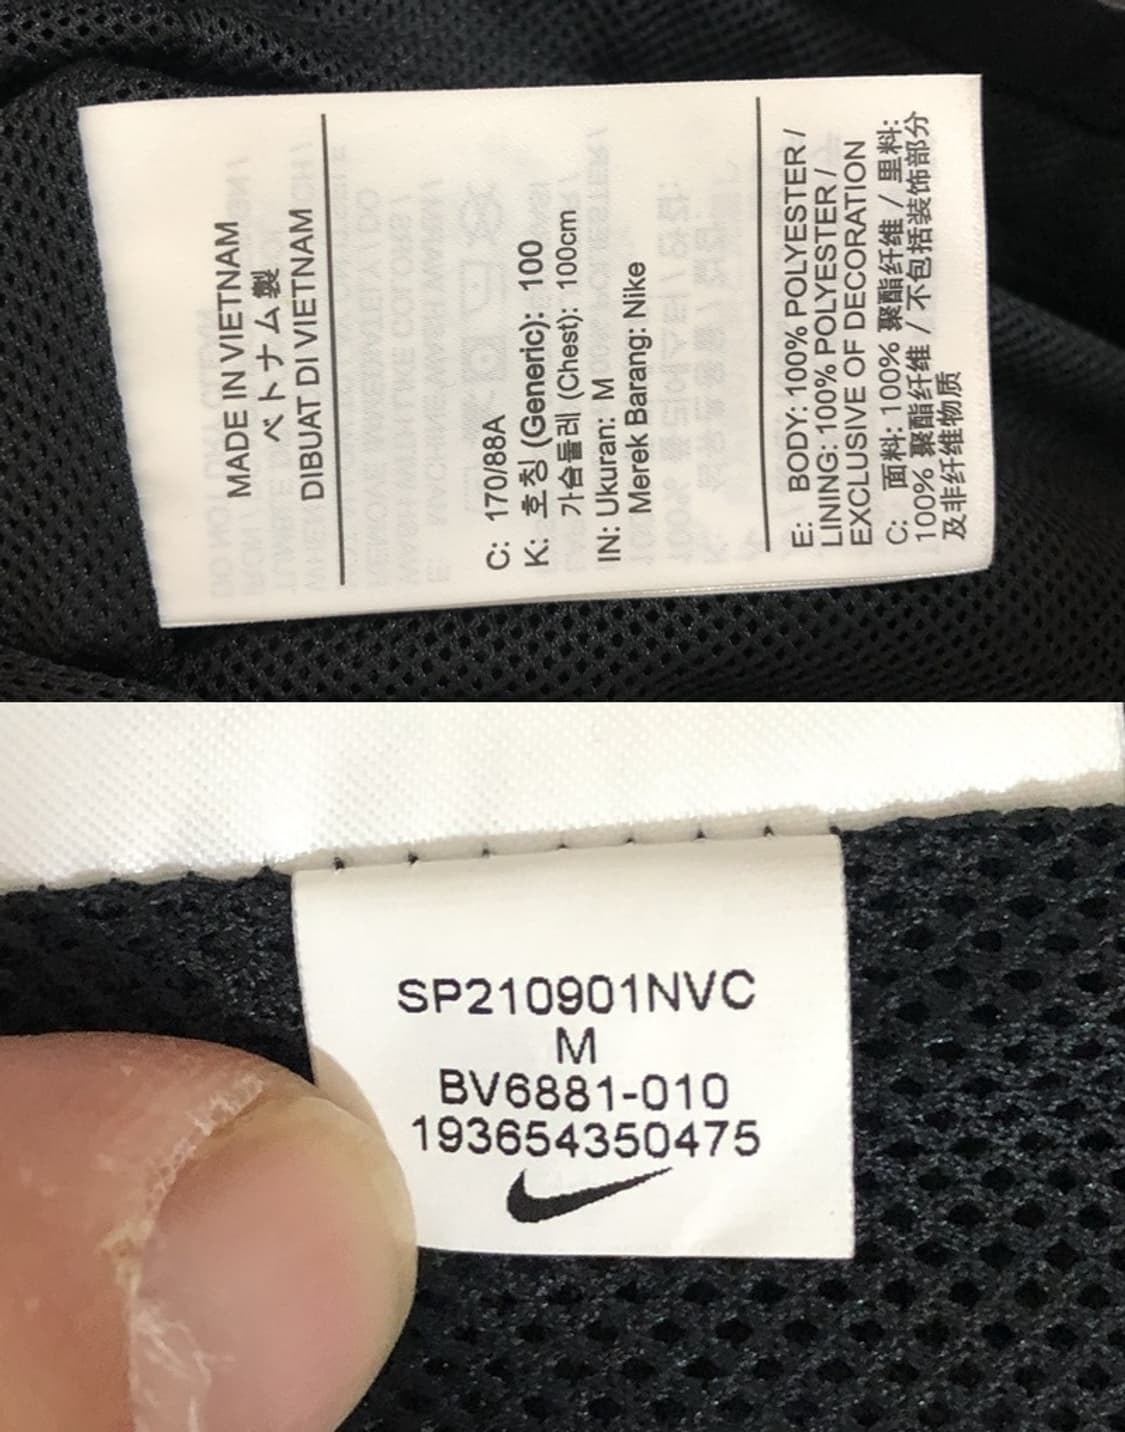 MADE IN VIETNAM
ベトナム製
DIBUAT DI VIETNAM
C: 170/88A
K: 호칭 (Generic): 100
가슴둘레 (Chest): 100cm
IN: Ukuran: M
Merek Barang: Nike
E: BODY: 100% POLYESTER /
LINING: 100% POLYESTER /
EXCLUSIVE OF DECORATION
C: 面料: 100% 聚酯纤维 / 里料:
100% 聚酯纤维 / 不包括装饰部分
及非纤维物质
SP210901NVC
M
BV6881-010
193654350475